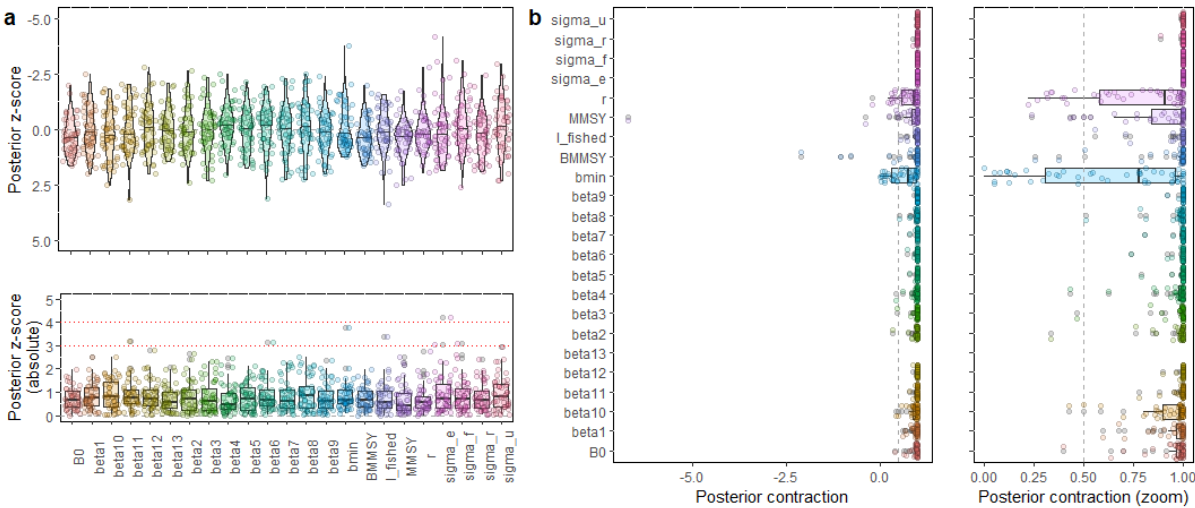 a
-5.0
-2.5
0.0
2.5
5.0
Posterior z-score
5
4
3
2
1
0
Posterior z-score
(absolute)
B0
beta1
beta10
beta11
beta12
beta13
beta2
beta3
beta4
beta5
beta6
beta7
beta8
beta9
bmin
BMMSY
I_fished
MMSY
r
sigma_e
sigma_f
sigma_r
sigma_u
b
sigma_u
sigma_r
sigma_f
sigma_e
r
MMSY
I_fished
BMMSY
bmin
beta9
beta8
beta7
beta6
beta5
beta4
beta3
beta2
beta13
beta12
beta11
beta10
beta1
B0
-5.0
-2.5
0.0
Posterior contraction
0.00
0.25
0.50
0.75
1.00
Posterior contraction (zoom)